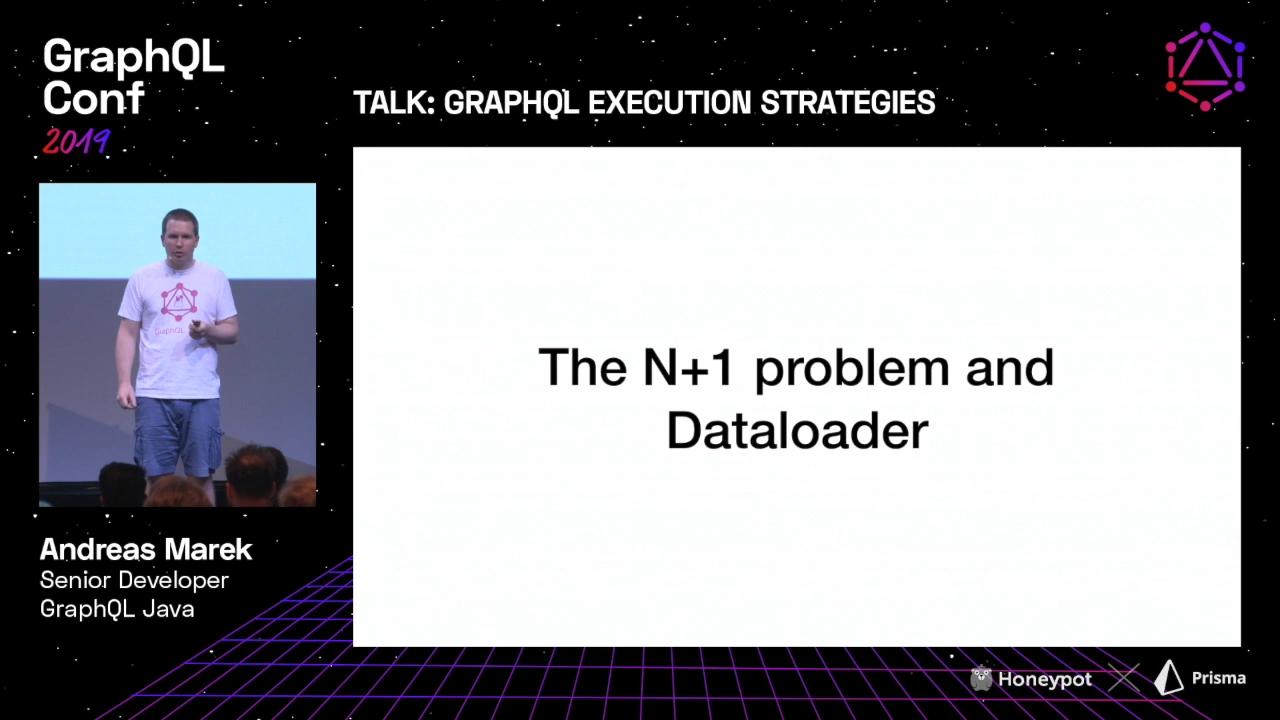 GraphQL
Conf
2019
TALK: GRAPHQL EXECUTION STRATEGIES
The N+1 problem and
Dataloader
GraphQL
Andreas Marek
Senior Developer
GraphQL Java
Honeypot
Prisma